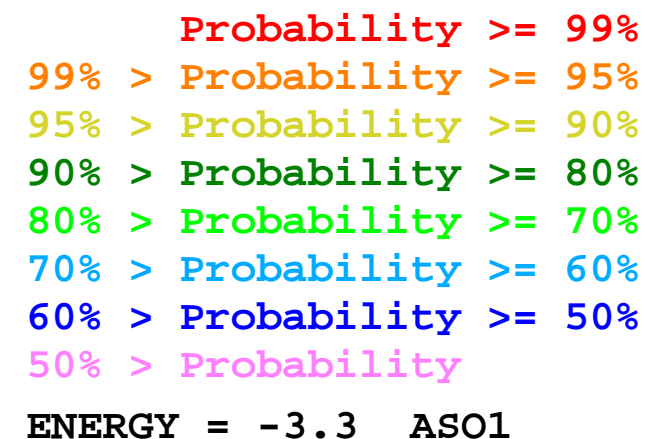 Probability >= 99%
99% > Probability >= 95%
95% > Probability >= 90%
90% > Probability >= 80%
80% > Probability >= 70%
70% > Probability >= 60%
60% > Probability >= 50%
50% > Probability
ENERGY = -3.3 ASO1